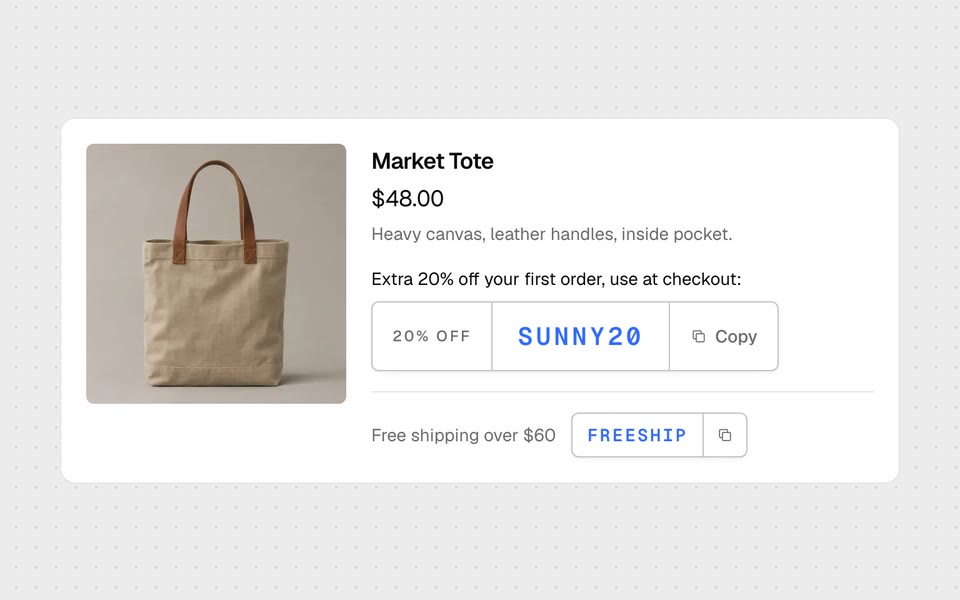 Market Tote
$48.00
Heavy canvas, leather handles, inside pocket.
Extra 20% off your first order, use at checkout:
20% OFF SUNNY20 Copy
Free shipping over $60 FREESHIP